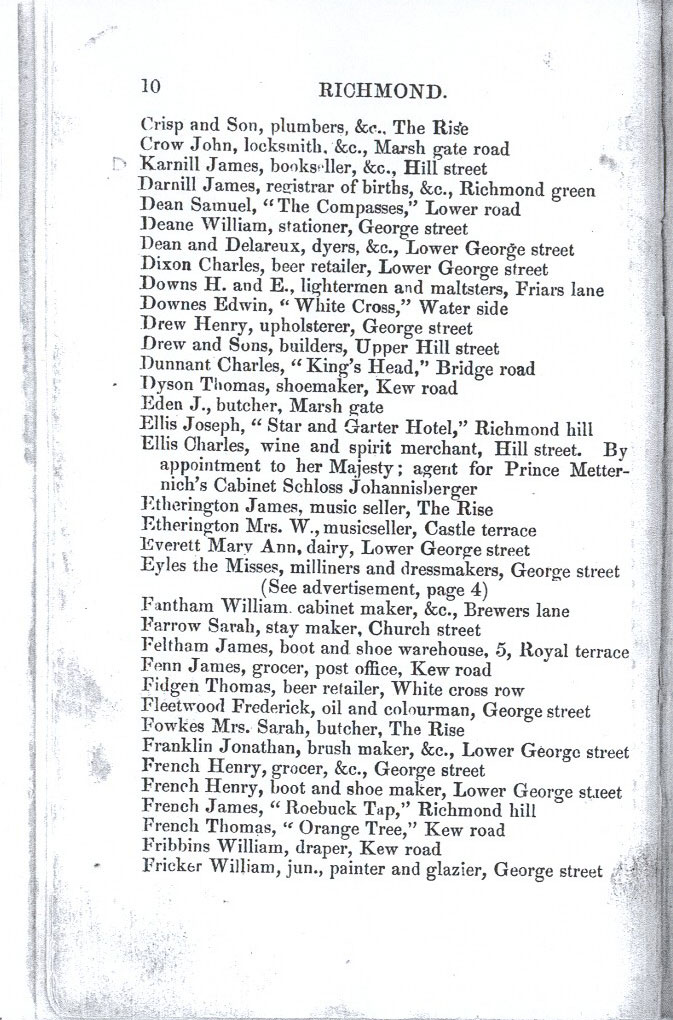 10 RICHMOND.
Crisp and Son, plumbers, &c.. The Rise
Crow John, locksmith, &c., Marsh gate road
D Karnill James, bookseller, &c., Hill street
Darnill James, registrar of births, &c., Richmond green
Dean Samuel, “The Compasses,” Lower road
Deane William, stationer, George street
Dean and Delareux, dyers, &c., Lower George street
Dixon Charles, beer retailer, Lower George street
Downs H. and E., lightermen and maltsters, Friars lane
Downes Edwin, “ White Cross,” Water side
Drew Henry, upholsterer, George street
Drew and Sons, builders, Upper Hill street
Dunnant Charles, “King’s Head,” Bridge road
Dyson Thomas, shoemaker, Kew road
Eden J., butcher, Marsh gate
Ellis Joseph, “ Star and Garter Hotel,” Richmond hill
Ellis Charles, wine and spirit merchant, Hill street. By
appointment to her Majesty; agent for Prince Metter-
nich’s Cabinet Schloss Johannisberger
Etherington James, music seller, The Rise
Etherington Mrs. W., musicseller, Castle terrace
Everett Mary Ann, dairy, Lower George street
Eyles the Misses, milliners and dressmakers, George street
(See advertisement, page 4)
Fantham William. cabinet maker, &c., Brewers lane
Farrow Sarah, stay maker, Church street
Feltham James, boot and shoe warehouse, 5, Royal terrace
Fenn James, grocer, post office, Kew road
Fidgen Thomas, beer retailer, White cross row
Fleetwood Frederick, oil and colourman, George street
Fowkes Mrs. Sarah, butcher, The Rise
Franklin Jonathan, brush maker, &c., Lower George street
French Henry, grocer, &c., George street
French Henry, boot and shoe maker, Lower George street
French James, “ Roebuck Tap,” Richmond hill
French Thomas, “ Orange Tree,” Kew road
Fribbins William, draper, Kew road
Fricker William, jun., painter and glazier, George street